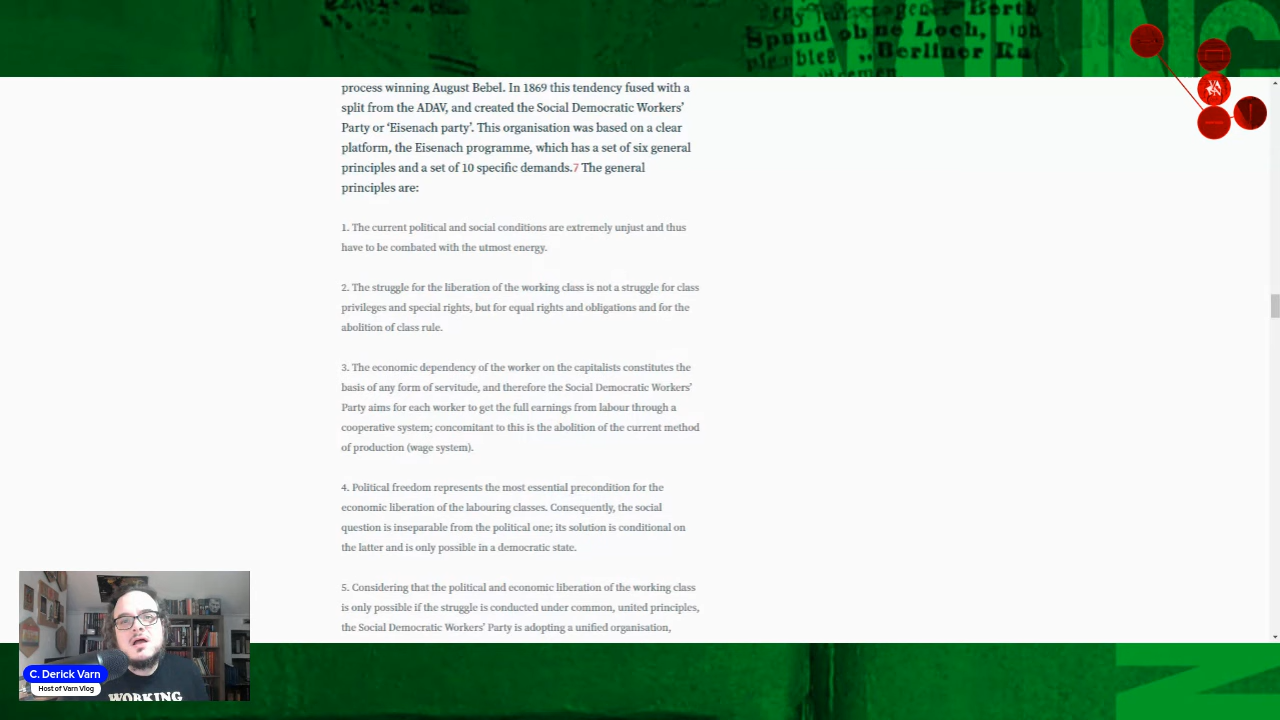 Berth
Spund ohne Loch,
"Berliner
VA
RN
process winning August Bebel. In 1869 this tendency fused with a
split from the ADAV, and created the Social Democratic Workers'
Party or 'Eisenach party'. This organisation was based on a clear
platform, the Eisenach programme, which has a set of six general
principles and a set of 10 specific demands.7 The general
principles are:
1. The current political and social conditions are extremely unjust and thus
have to be combated with the utmost energy.
2. The struggle for the liberation of the working class is not a struggle for class
privileges and special rights, but for equal rights and obligations and for the
abolition of class rule.
3. The economic dependency of the worker on the capitalists constitutes the
basis of any form of servitude, and therefore the Social Democratic Workers'
Party aims for each worker to get the full earnings from labour through a
cooperative system; concomitant to this is the abolition of the current method
of production (wage system).
4. Political freedom represents the most essential precondition for the
economic liberation of the labouring classes. Consequently, the social
question is inseparable from the political one; its solution is conditional on
the latter and is only possible in a democratic state.
5. Considering that the political and economic liberation of the working class
is only possible if the struggle is conducted under common, united principles,
the Social Democratic Workers' Party is adopting a unified organisation,
C. Derick Varn
Host of Varn Vlog
WORKING